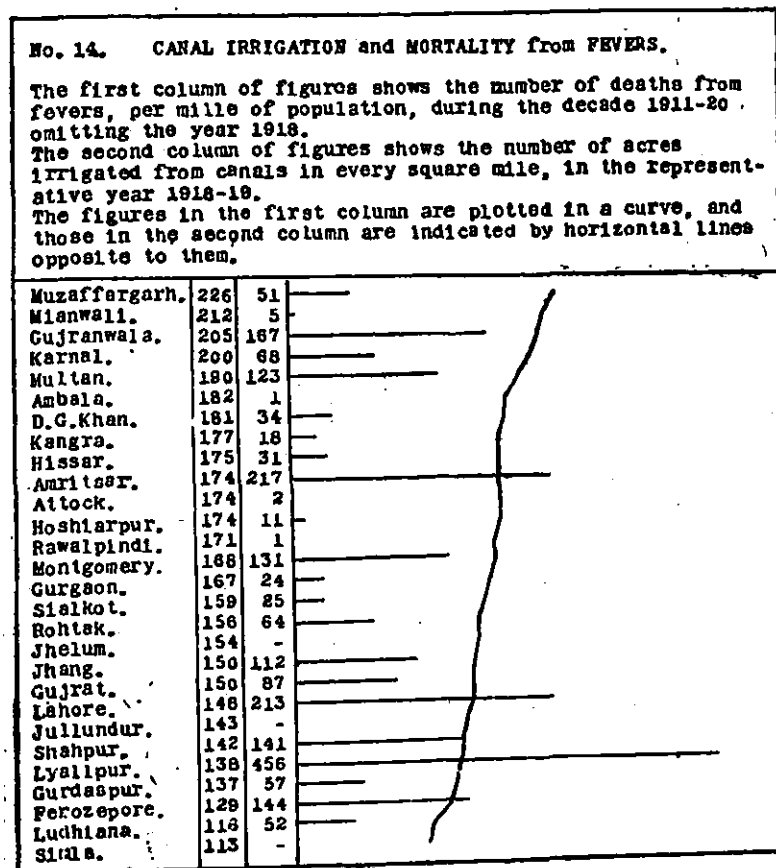 No. 14. CANAL IRRIGATION and MORTALITY from FEVERS.
The first column of figures shows the number of deaths from
fevers, per mille of population, during the decade 1911-20
omitting the year 1918.
The second column of figures shows the number of acres
irrigated from canals in every square mile, in the represent-
ative year 1918-19.
The figures in the first column are plotted in a curve, and
those in the second column are indicated by horizontal lines
opposite to them.
Muzaffargarh. 226 51
Mianwali. 212 5
Gujranwala. 205 167
Karnal. 200 68
Multan. 190 123
Ambala. 182 1
D.G.Khan. 181 34
Kangra. 177 18
Hissar. 175 31
Amritsar. 174 217
Attock. 174 2
Hoshiarpur. 174 11
Rawalpindi. 171 1
Montgomery. 168 131
Gurgaon. 167 24
Sialkot. 159 25
Rohtak. 156 64
Jhelum. 154 -
Jhang. 150 112
Gujrat. 150 87
Lahore. 148 213
Jullundur. 143 -
Shahpur. 142 141
Lyallpur. 138 456
Gurdaspur. 137 57
Ferozepore. 129 144
Ludhiana. 116 52
Simla. 113 -